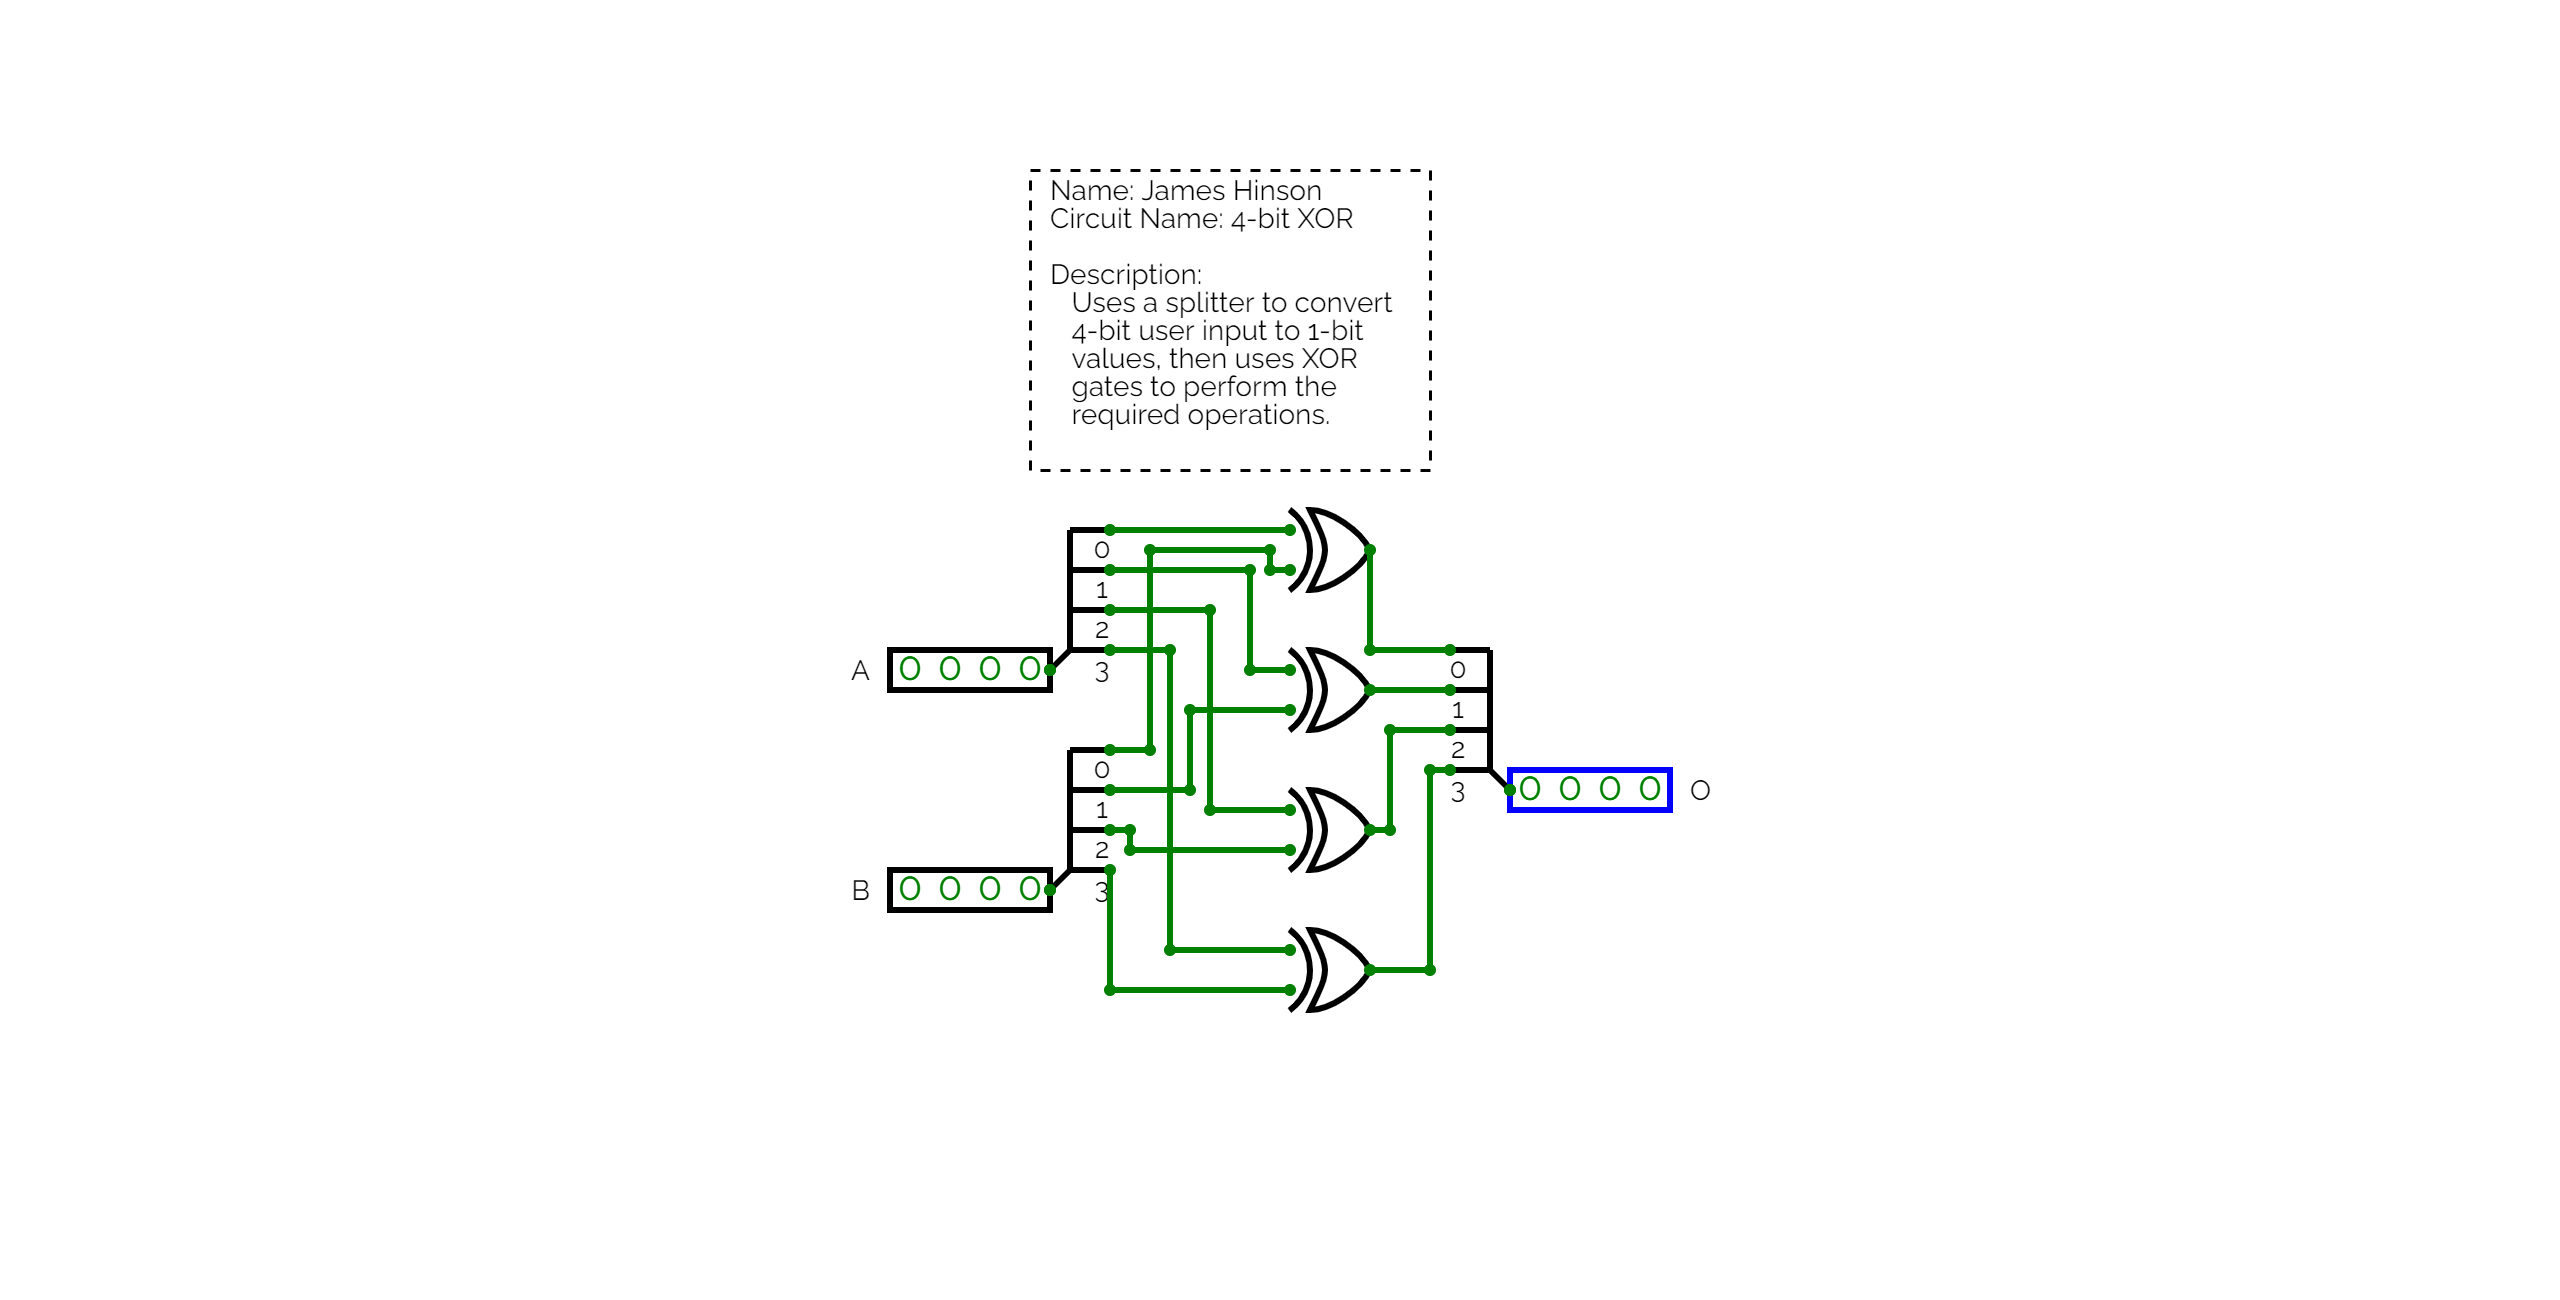 Name: James Hinson
Circuit Name: 4-bit XOR
Description:
Uses a splitter to convert
4-bit user input to 1-bit
values, then uses XOR
gates to perform the
required operations.
0
1
2
3
A 0 0 0 0
0
1
2
3
B 0 0 0 0
0
1
2
3
0 0 0 0 O